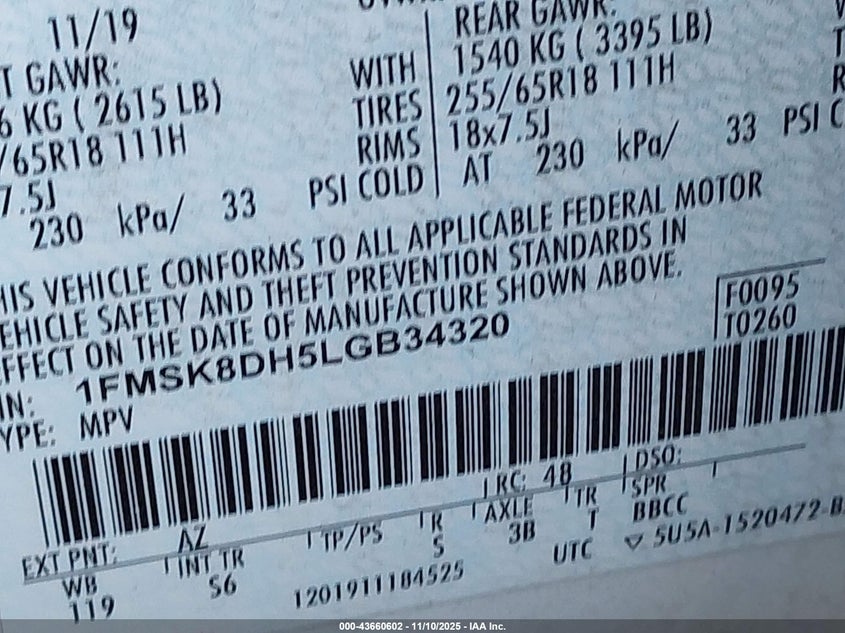 11/19
T GAWR:
6 KG ( 2615 LB)
/65R18 111H
7.5J
230 kPa/ 33 PSI COLD
WITH
TIRES
RIMS
REAR GAWR:
1540 KG ( 3395 LB)
255/65R18 111H
18x7.5J
AT 230 kPa/ 33 PSI C
HIS VEHICLE CONFORMS TO ALL APPLICABLE FEDERAL MOTOR
EHICLE SAFETY AND THEFT PREVENTION STANDARDS IN
FFECT ON THE DATE OF MANUFACTURE SHOWN ABOVE.
IN: 1FMSK8DH5LGB34320
YPE: MPV
F0095
T0260
EXT PNT: AZ
RC: 48
DSO:
WB
INT TR
TP/PS
R
AXLE
TR
SPR
119
S6
S
3B
T
BBCC
1201911184525
UTC
▽ 5U5A-1520472-B
000-43660602 - 11/10/2025 - IAA Inc.